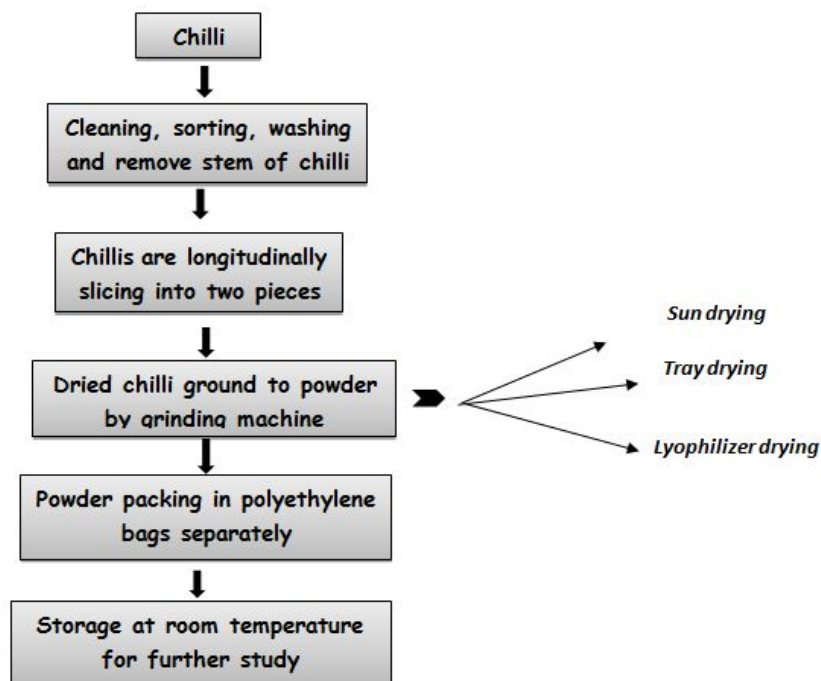 Chilli
Cleaning, sorting, washing
and remove stem of chilli
Chillis are longitudinally
slicing into two pieces
Dried chilli ground to powder
by grinding machine
Sun drying
Tray drying
Lyophilizer drying
Powder packing in polyethylene
bags separately
Storage at room temperature
for further study